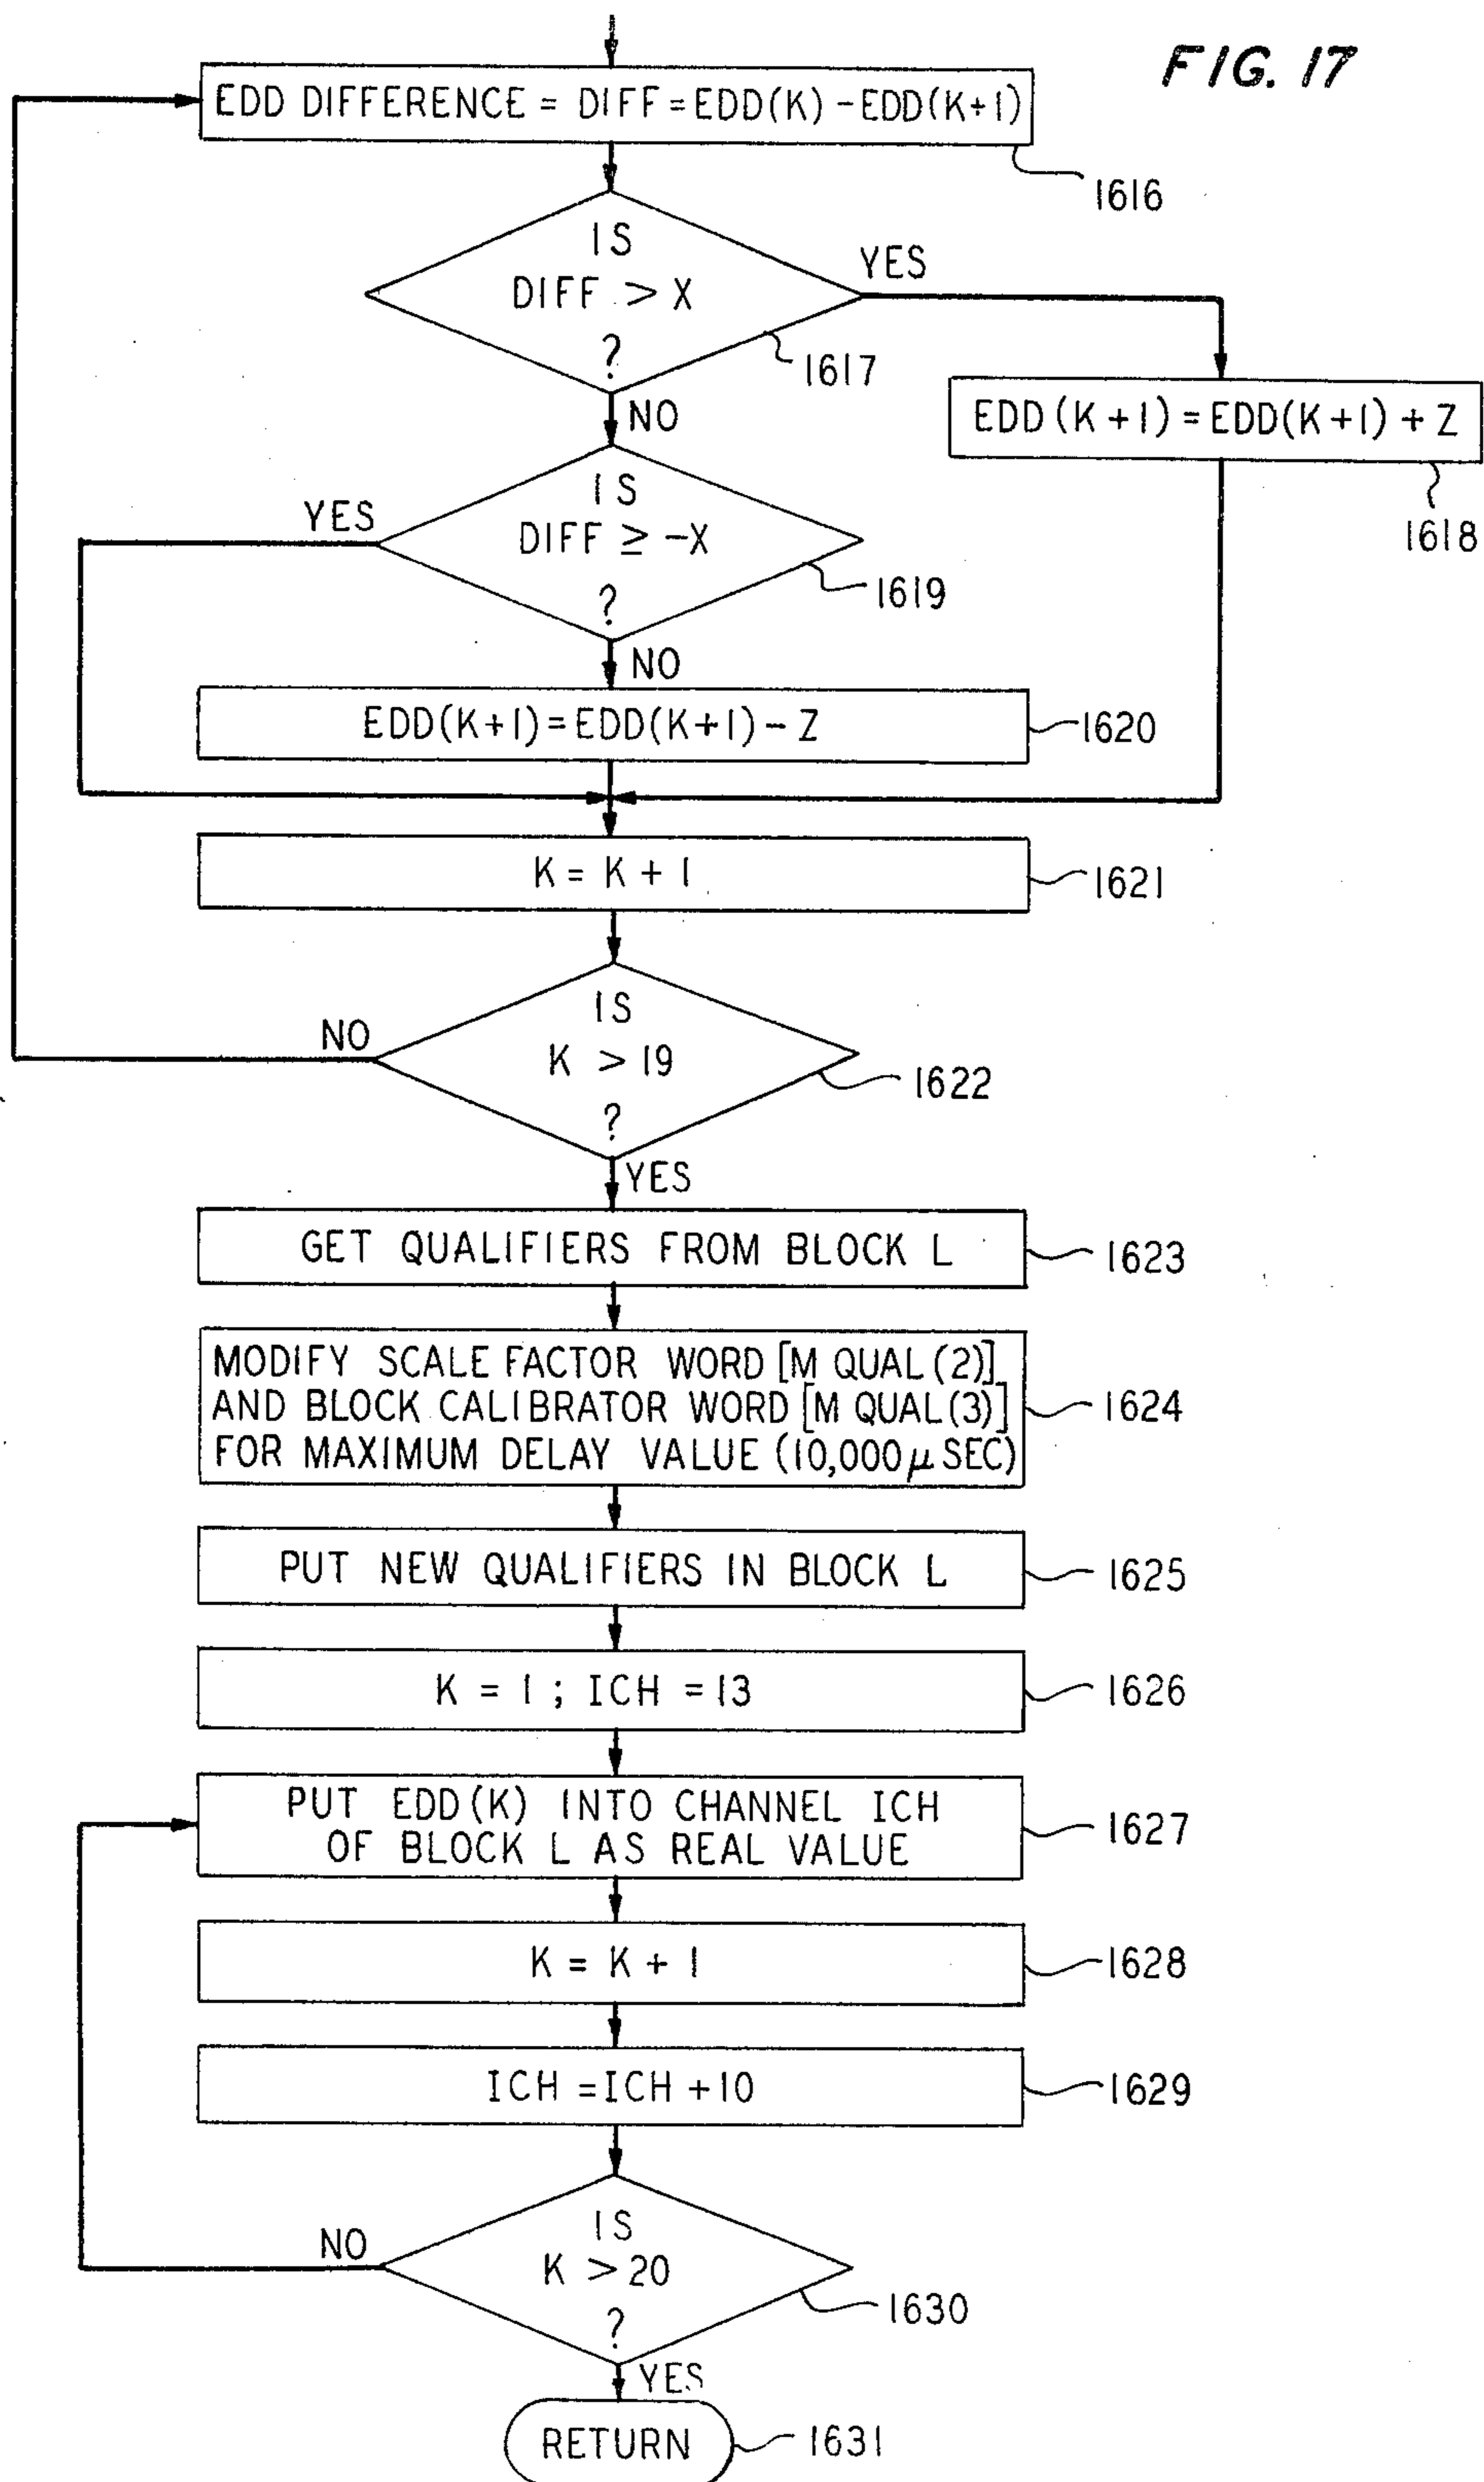 FIG. 17
EDD DIFFERENCE = DIFF = EDD(K) - EDD(K+1)
1616
IS
DIFF > X
?
YES
1617
NO
EDD (K + 1) = EDD(K+1) + Z
1618
IS
DIFF ≥ -X
?
YES
1619
NO
EDD(K+1) = EDD(K+1) - Z
1620
K = K + 1
1621
IS
K > 19
?
NO
1622
YES
GET QUALIFIERS FROM BLOCK L
1623
MODIFY SCALE FACTOR WORD [M QUAL (2)]
AND BLOCK CALIBRATOR WORD [M QUAL(3)]
FOR MAXIMUM DELAY VALUE (10,000 μ SEC)
1624
PUT NEW QUALIFIERS IN BLOCK L
1625
K = 1 ; ICH = 13
1626
PUT EDD (K) INTO CHANNEL ICH
OF BLOCK L AS REAL VALUE
1627
K = K + 1
1628
ICH = ICH + 10
1629
IS
K > 20
?
NO
1630
YES
RETURN
1631